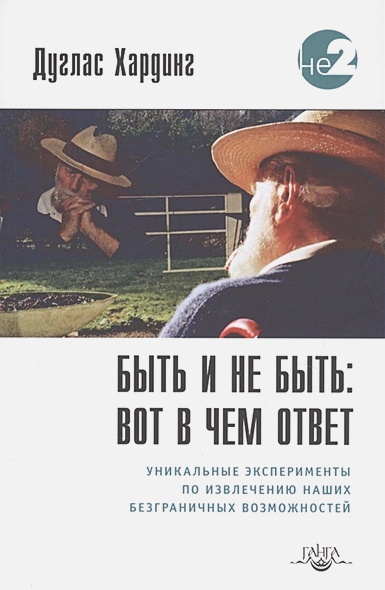 Дуглас Хардинг
не2
БЫТЬ И НЕ БЫТЬ:
ВОТ В ЧЕМ ОТВЕТ
УНИКАЛЬНЫЕ ЭКСПЕРИМЕНТЫ
ПО ИЗВЛЕЧЕНИЮ НАШИХ
БЕЗГРАНИЧНЫХ ВОЗМОЖНОСТЕЙ
ГАНГА